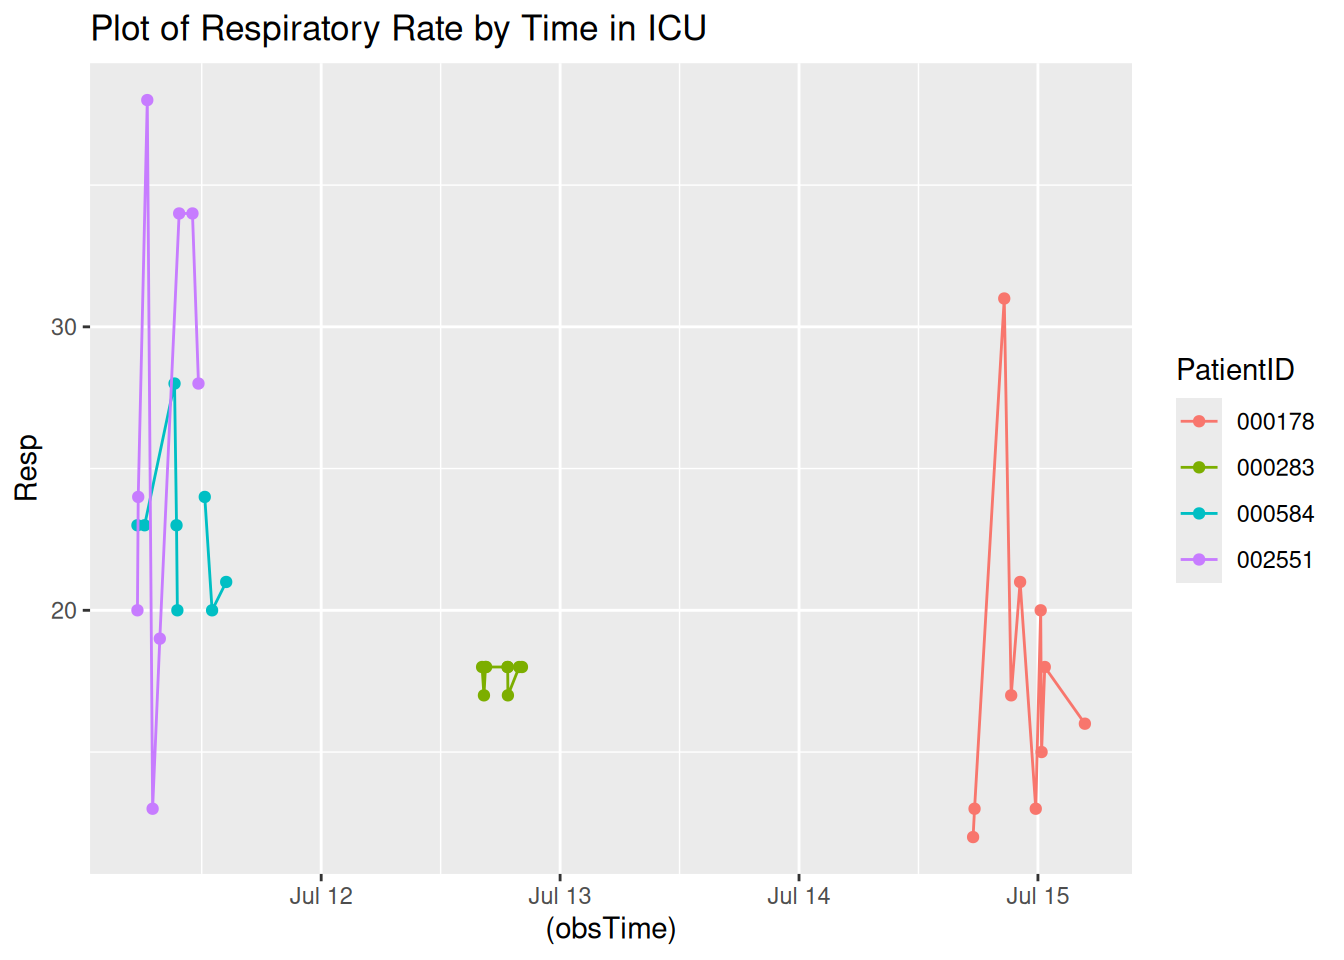 Plot of Respiratory Rate by Time in ICU
Resp
30
20
Jul 12
Jul 13
Jul 14
Jul 15
(obsTime)
PatientID
000178
000283
000584
002551